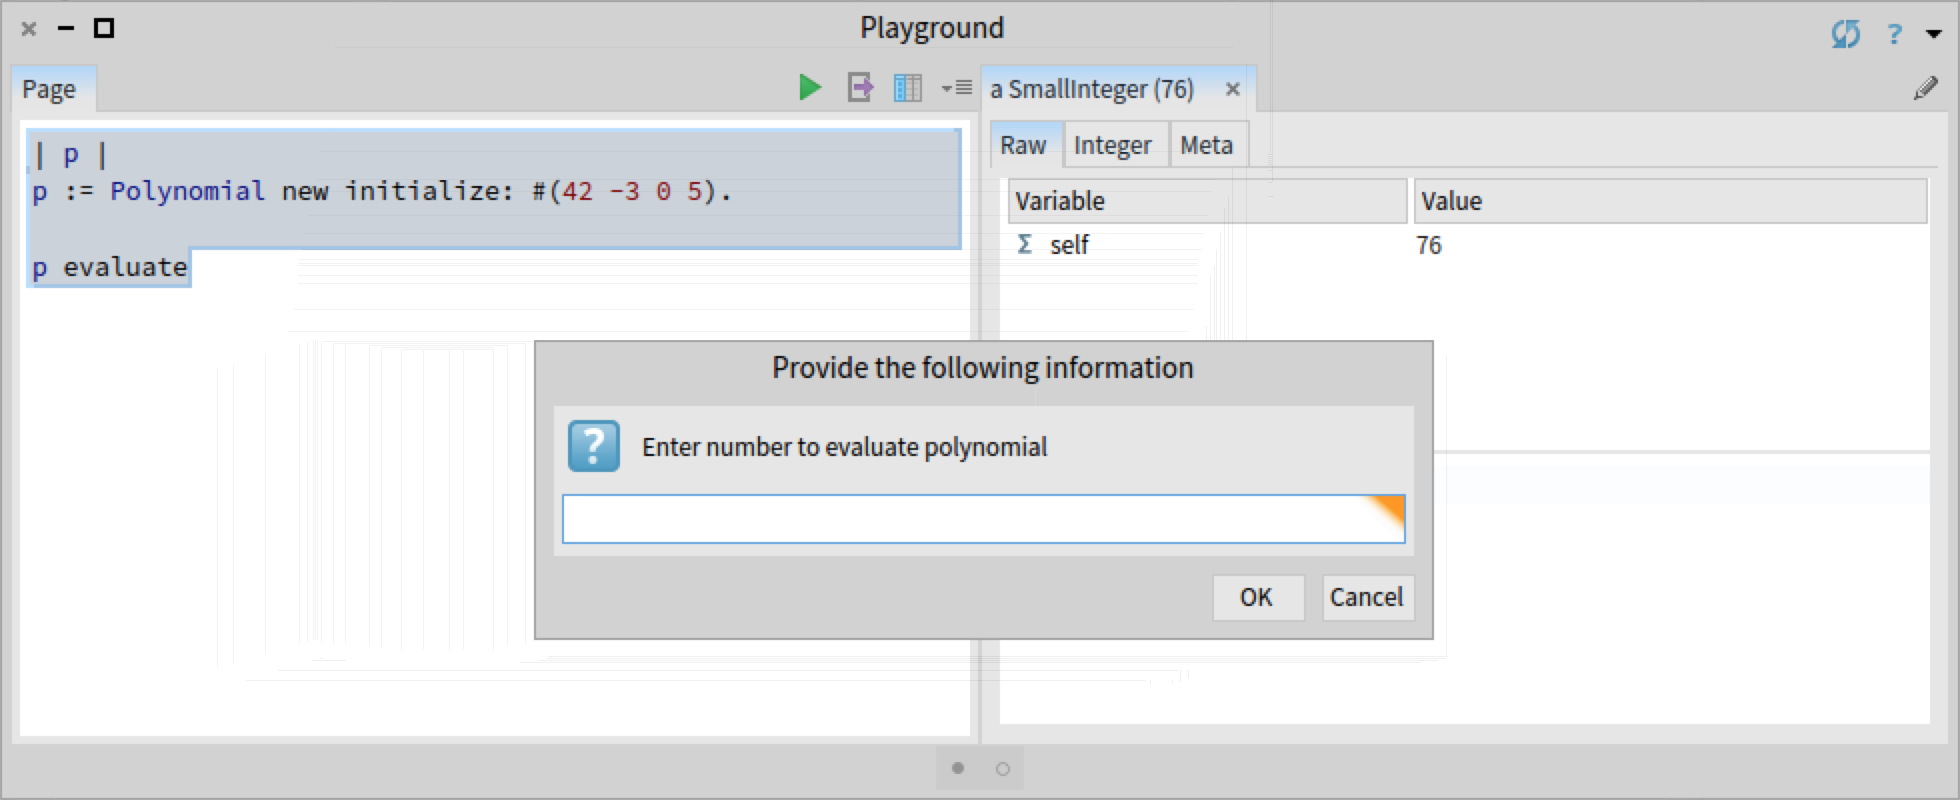 Playground
?
Page
a SmallInteger (76)
| p |
p := Polynomial new initialize: #(42 -3 0 5).
p evaluate
Raw Integer Meta
Variable Value
Σ self 76
Provide the following information
? Enter number to evaluate polynomial
OK Cancel